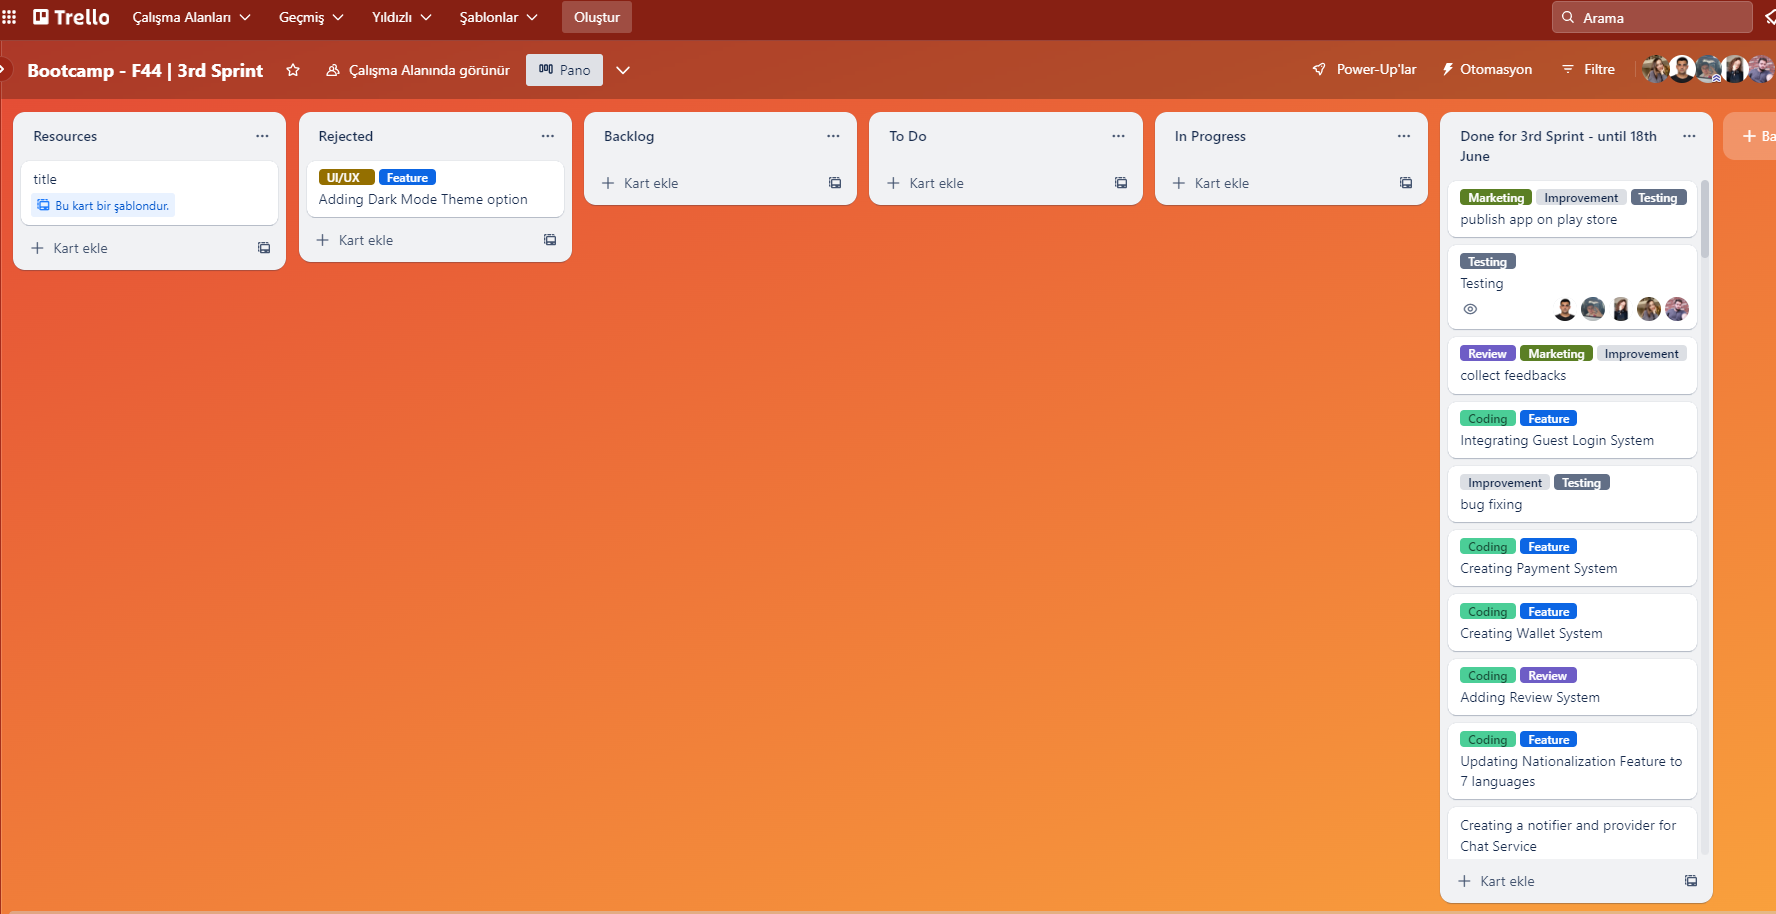 Trello
Çalışma Alanları
Geçmiş
Yıldızlı
Şablonlar
Oluştur
Arama
Bootcamp - F44 | 3rd Sprint
Çalışma Alanında görünür
Pano
Power-Up'lar
Otomasyon
Filtre
Resources
title
Bu kart bir şablondur.
Kart ekle
Rejected
UI/UX Feature
Adding Dark Mode Theme option
Kart ekle
Backlog
Kart ekle
To Do
Kart ekle
In Progress
Kart ekle
Done for 3rd Sprint - until 18th
June
Marketing Improvement Testing
publish app on play store
Testing
Testing
Review Marketing Improvement
collect feedbacks
Coding Feature
Integrating Guest Login System
Improvement Testing
bug fixing
Coding Feature
Creating Payment System
Coding Feature
Creating Wallet System
Coding Review
Adding Review System
Coding Feature
Updating Nationalization Feature to
7 languages
Creating a notifier and provider for
Chat Service
Kart ekle